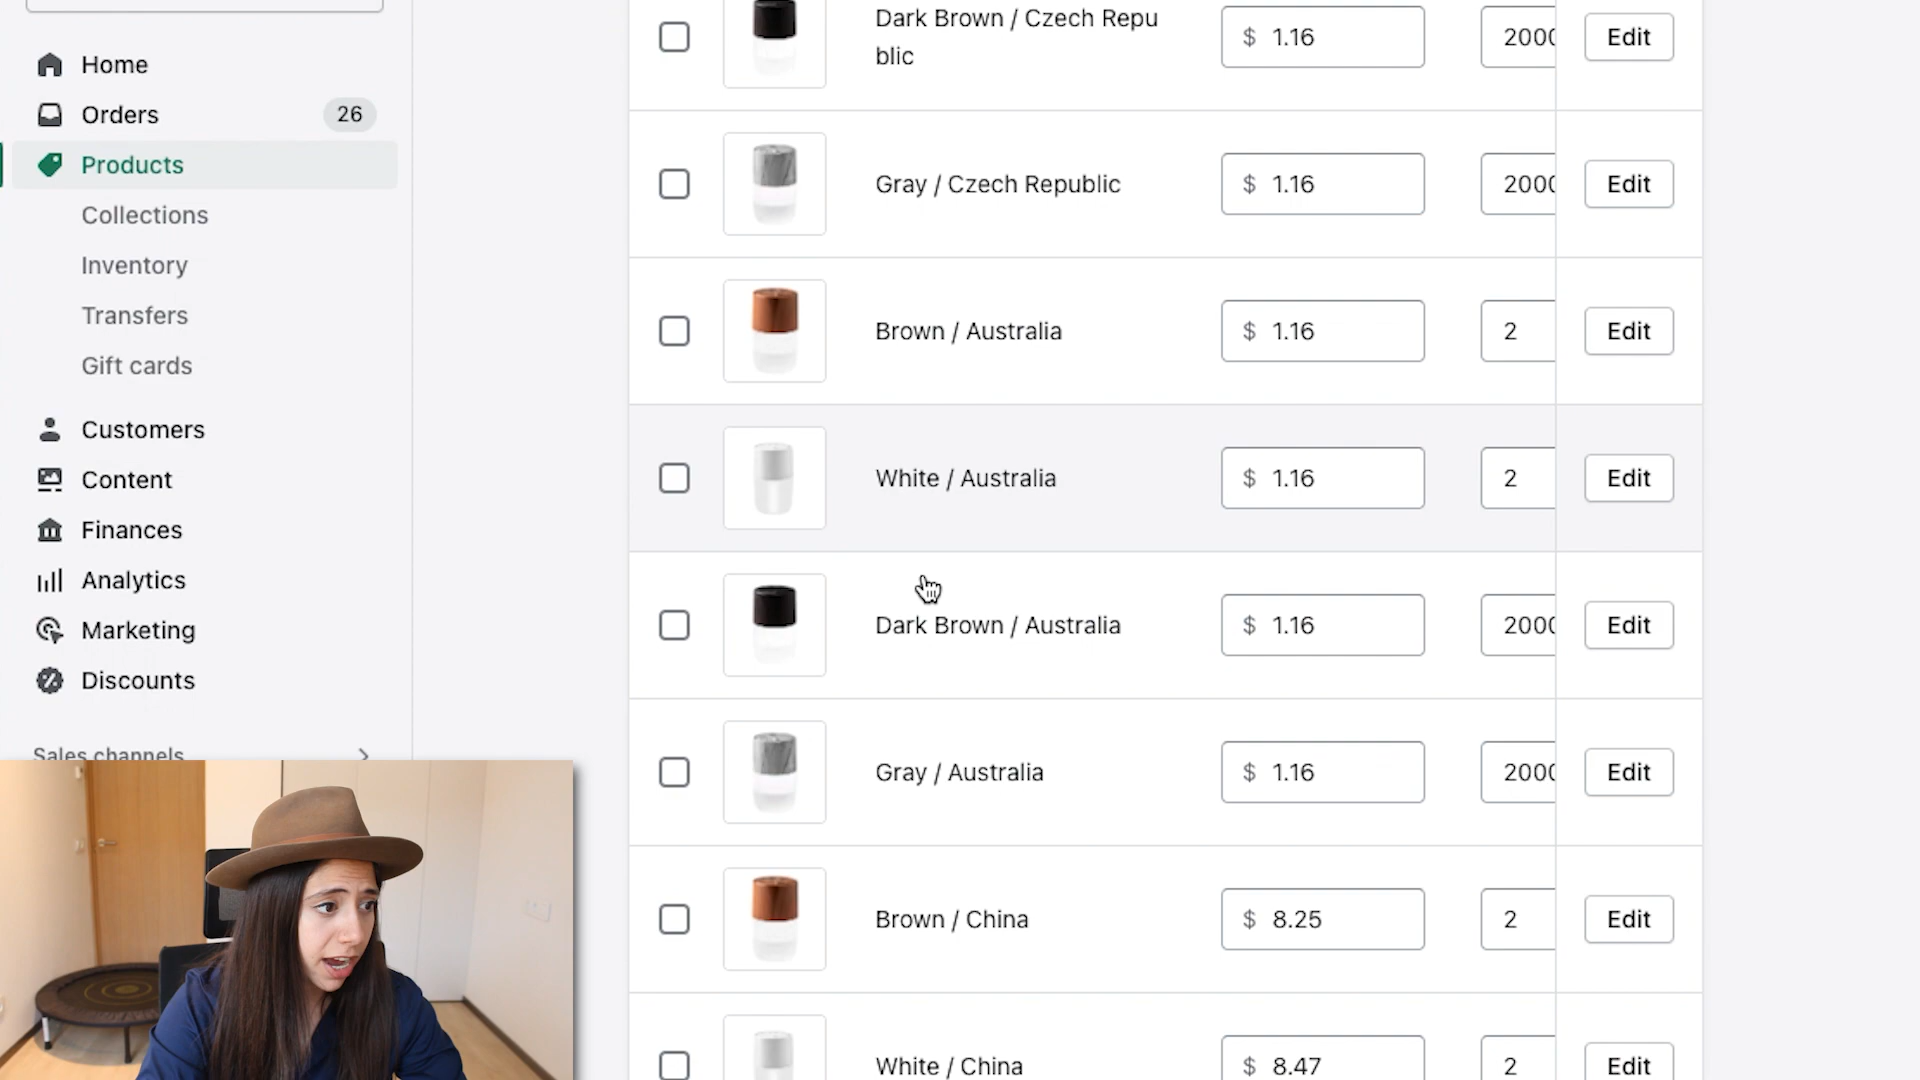 Home
Orders 26
Products
Collections
Inventory
Transfers
Gift cards
Customers
Content
Finances
Analytics
Marketing
Discounts
Sales channels
Dark Brown / Czech Repu
blic
$ 1.16 2000 Edit
Gray / Czech Republic $ 1.16 2000 Edit
Brown / Australia $ 1.16 2 Edit
White / Australia $ 1.16 2 Edit
Dark Brown / Australia $ 1.16 2000 Edit
Gray / Australia $ 1.16 2000 Edit
Brown / China $ 8.25 2 Edit
White / China $ 8.47 2 Edit